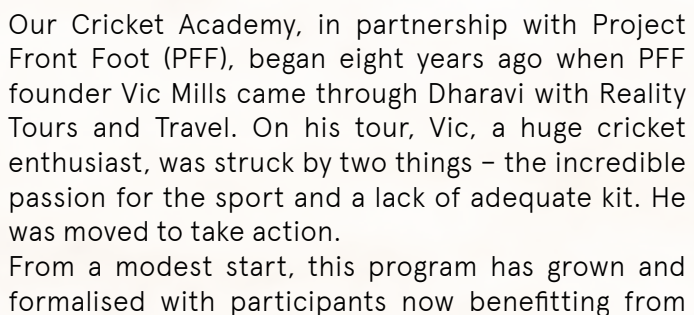 Our Cricket Academy, in partnership with Project
Front Foot (PFF), began eight years ago when PFF
founder Vic Mills came through Dharavi with Reality
Tours and Travel. On his tour, Vic, a huge cricket
enthusiast, was struck by two things – the incredible
passion for the sport and a lack of adequate kit. He
was moved to take action.
From a modest start, this program has grown and
formalised with participants now benefitting from